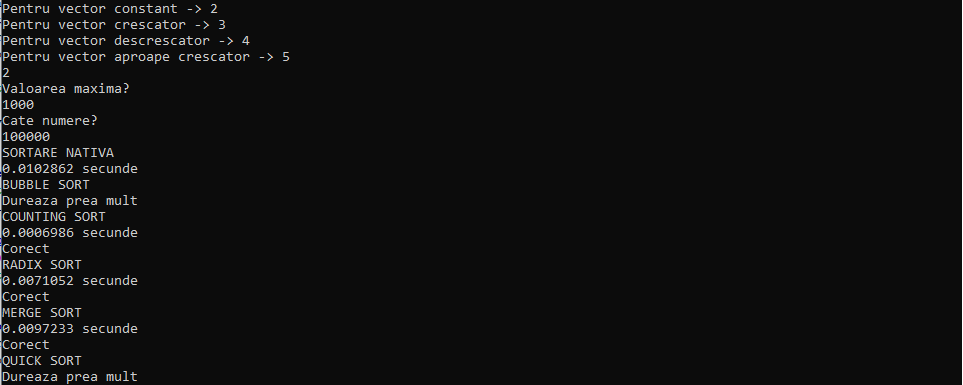 Pentru vector constant -> 2
Pentru vector crescator -> 3
Pentru vector descrescator -> 4
Pentru vector aproape crescator -> 5
2
Valoarea maxima?
1000
Cate numere?
100000
SORTARE NATIVA
0.0102862 secunde
BUBBLE SORT
Dureaza prea mult
COUNTING SORT
0.0006986 secunde
Corect
RADIX SORT
0.0071052 secunde
Corect
MERGE SORT
0.0097233 secunde
Corect
QUICK SORT
Dureaza prea mult